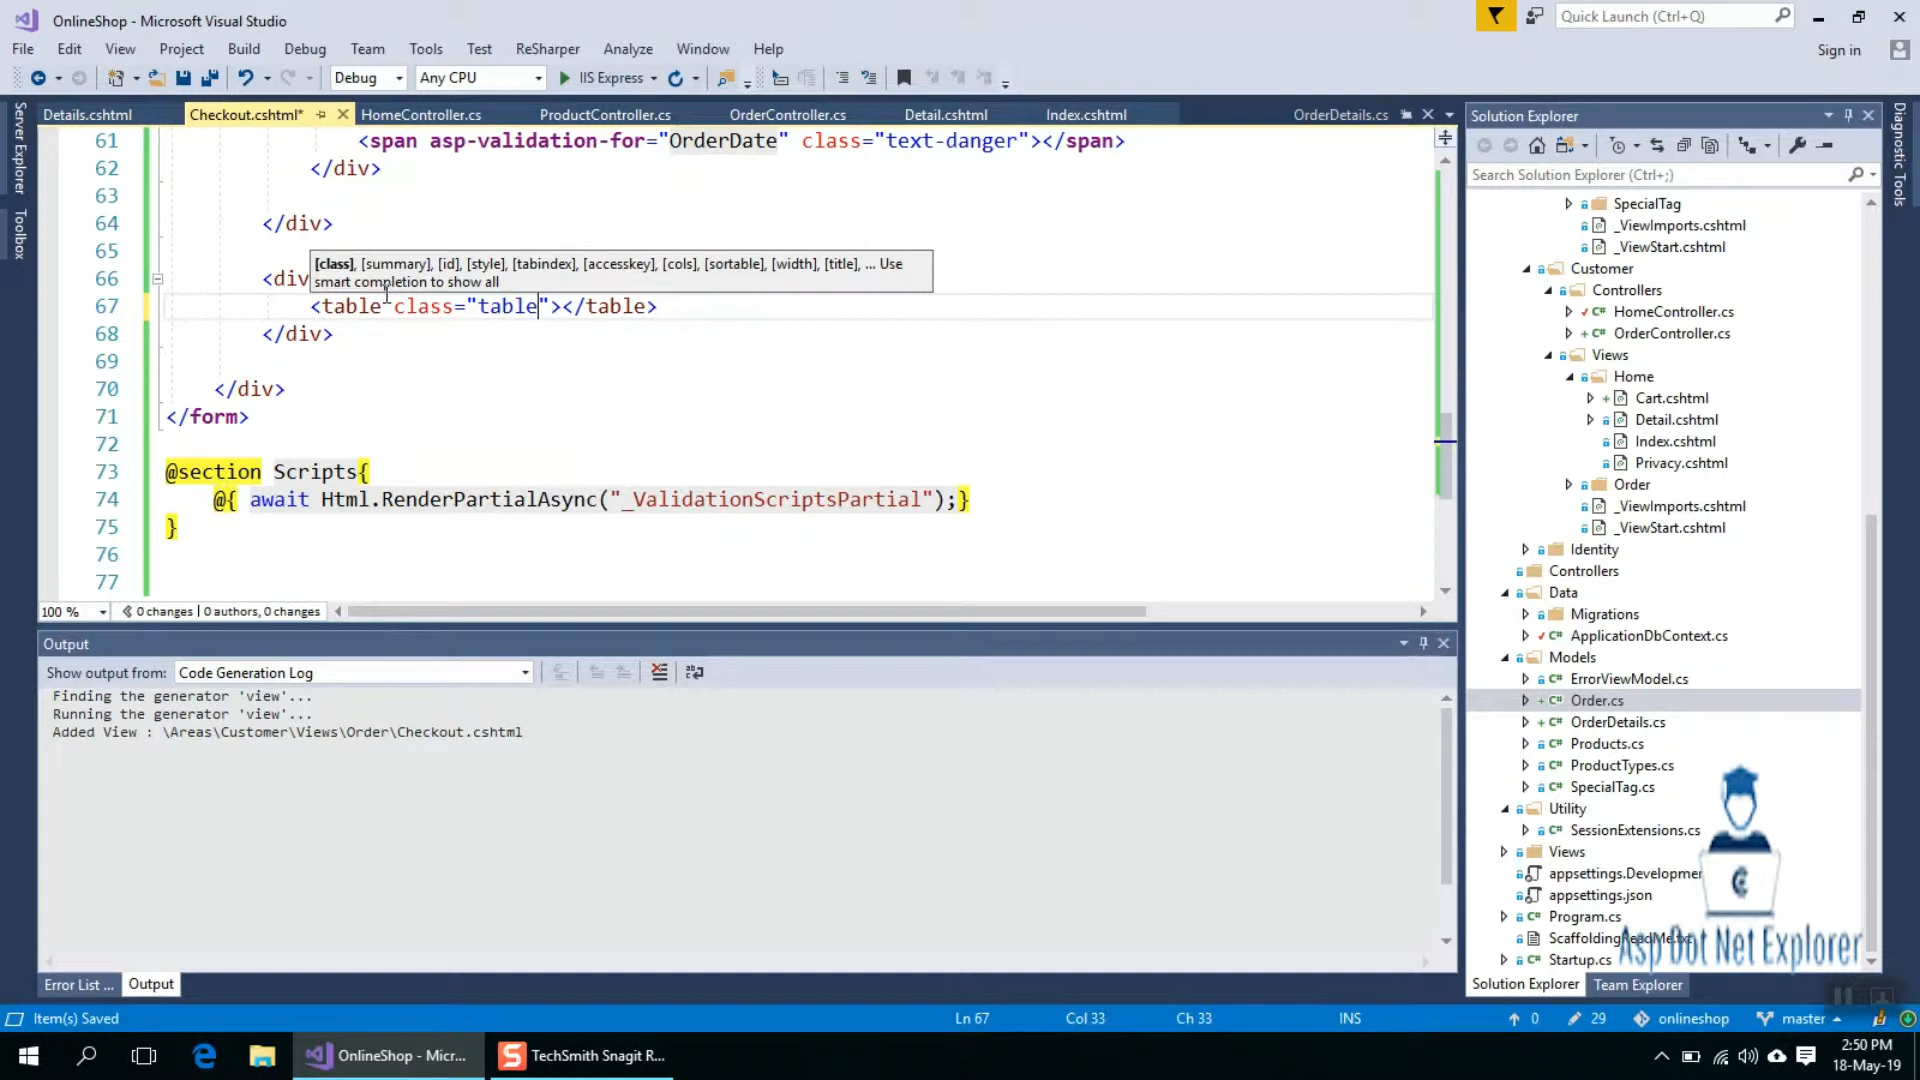 OnlineShop - Microsoft Visual Studio
Quick Launch (Ctrl+Q)
File Edit View Project Build Debug Team Tools Test ReSharper Analyze Window Help
Sign in
Debug Any CPU IIS Express
Server Explorer
Toolbox
Details.cshtml Checkout.cshtml* HomeController.cs ProductController.cs OrderController.cs Detail.cshtml Index.cshtml OrderDetails.cs
61 <span asp-validation-for="OrderDate" class="text-danger"></span>
62 </div>
63
64 </div>
65
[class], [summary], [id], [style], [tabindex], [accesskey], [cols], [sortable], [width], [title], ... Use
smart completion to show all
66 <div
67 <table class="table"></table>
68 </div>
69
70 </div>
71 </form>
72
73 @section Scripts{
74 @{ await Html.RenderPartialAsync("_ValidationScriptsPartial");}
75 }
76
77
100 % 0 changes | 0 authors, 0 changes
Output
Show output from: Code Generation Log
Finding the generator 'view'...
Running the generator 'view'...
Added View : \Areas\Customer\Views\Order\Checkout.cshtml
Error List ... Output
Solution Explorer
Search Solution Explorer (Ctrl+;)
SpecialTag
_ViewImports.cshtml
_ViewStart.cshtml
Customer
Controllers
C# HomeController.cs
C# OrderController.cs
Views
Home
Cart.cshtml
Detail.cshtml
Index.cshtml
Privacy.cshtml
Order
_ViewImports.cshtml
_ViewStart.cshtml
Identity
Controllers
Data
Migrations
C# ApplicationDbContext.cs
Models
C# ErrorViewModel.cs
C# Order.cs
C# OrderDetails.cs
C# Products.cs
C# ProductTypes.cs
C# SpecialTag.cs
Utility
C# SessionExtensions.cs
Views
appsettings.Developmen
appsettings.json
C# Program.cs
ScaffoldingReadMe.txt
C# Startup.cs
Asp Dot Net Explorer
Solution Explorer Team Explorer
Diagnostic Tools
Item(s) Saved Ln 67 Col 33 Ch 33 INS 0 29 onlineshop master
OnlineShop - Micr... TechSmith Snagit R...
2:50 PM
18-May-19